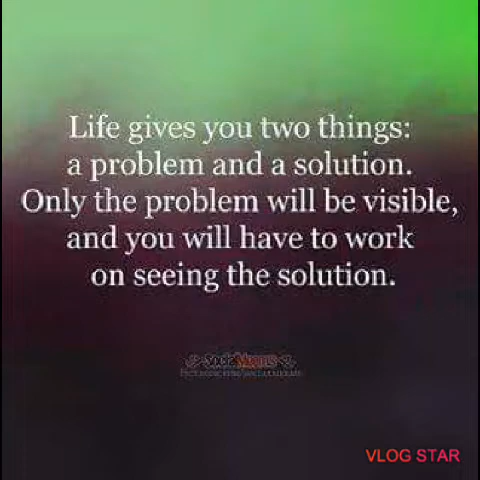 Life gives you two things:
a problem and a solution.
Only the problem will be visible,
and you will have to work
on seeing the solution.
VLOG STAR